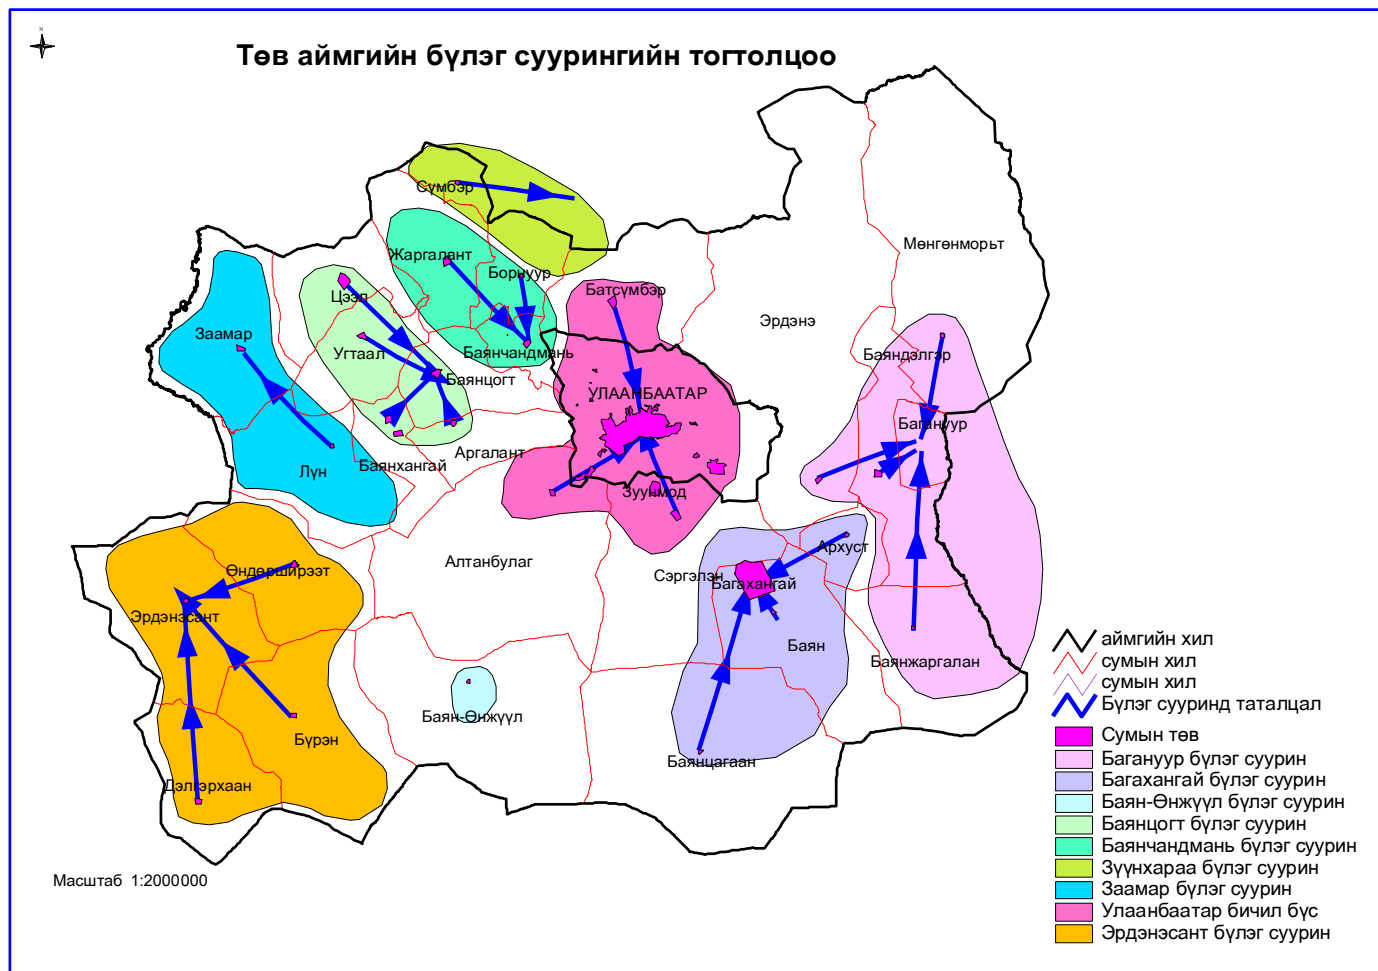 N
Төв аймгийн бүлэг суурингийн тогтолцоо
Сүмбэр
Мөнгөнморьт
Жаргалант
Борнуур
Цээл
Батсүмбэр
Эрдэнэ
Заамар
Угтаал
Баянчандмань
Баяндэлгэр
Баянцогт
УЛААНБААТАР
Багануур
Аргалант
Лүн
Баянхангай
Зуунмод
Архуст
Алтанбулаг
Сэргэлэн
Багахангай
Өндөрширээт
Эрдэнэсант
Баян
Баянжаргалан
Баян-Өнжүүл
Бүрэн
Баянцагаан
Дэлгэрхаан
аймгийн хил
сумын хил
сумын хил
Бүлэг сууринд таталцал
Сумын төв
Багануур бүлэг суурин
Багахангай бүлэг суурин
Баян-Өнжүүл бүлэг суурин
Баянцогт бүлэг суурин
Баянчандмань бүлэг суурин
Зүүнхараа бүлэг суурин
Заамар бүлэг суурин
Улаанбаатар бичил бүс
Эрдэнэсант бүлэг суурин
Масштаб 1:2000000